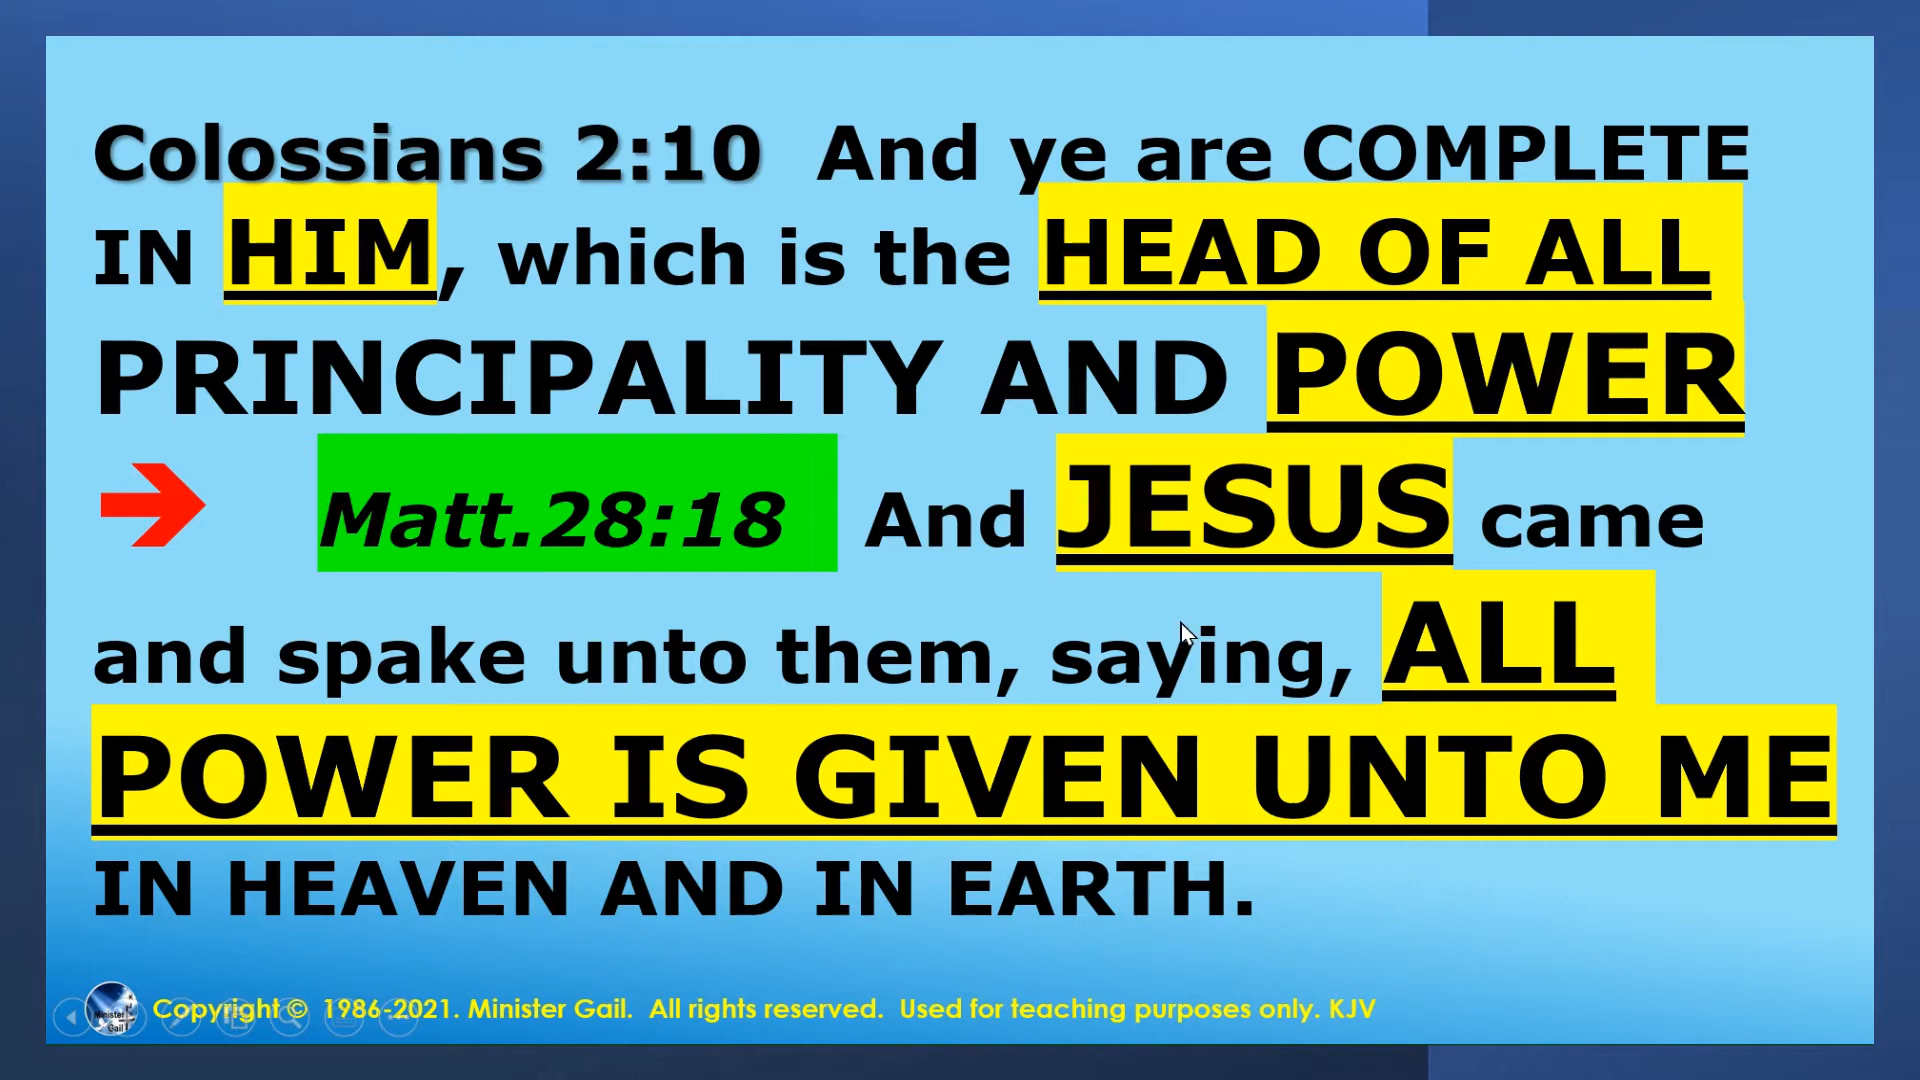 Colossians 2:10 And ye are COMPLETE
IN HIM, which is the HEAD OF ALL
PRINCIPALITY AND POWER
➔ Matt.28:18 And JESUS came
and spake unto them, saying, ALL
POWER IS GIVEN UNTO ME
IN HEAVEN AND IN EARTH.
Minister
Gail
Copyright © 1986-2021. Minister Gail. All rights reserved. Used for teaching purposes only. KJV